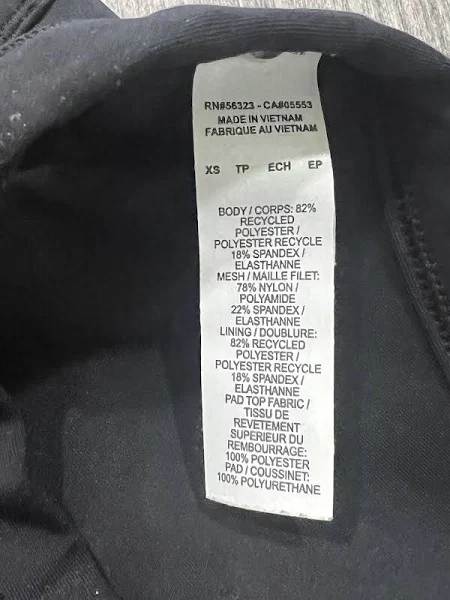 RN#56323 - CA#05553
MADE IN VIETNAM
FABRIQUE AU VIETNAM
XS TP ECH EP
BODY / CORPS: 82%
RECYCLED
POLYESTER /
POLYESTER RECYCLE
18% SPANDEX /
ELASTHANNE
MESH / MAILLE FILET:
78% NYLON /
POLYAMIDE
22% SPANDEX /
ELASTHANNE
LINING / DOUBLURE:
82% RECYCLED
POLYESTER /
POLYESTER RECYCLE
18% SPANDEX /
ELASTHANNE
PAD TOP FABRIC /
TISSU DE
REVETEMENT
SUPERIEUR DU
REMBOURRAGE:
100% POLYESTER
PAD / COUSSINET:
100% POLYURETHANE